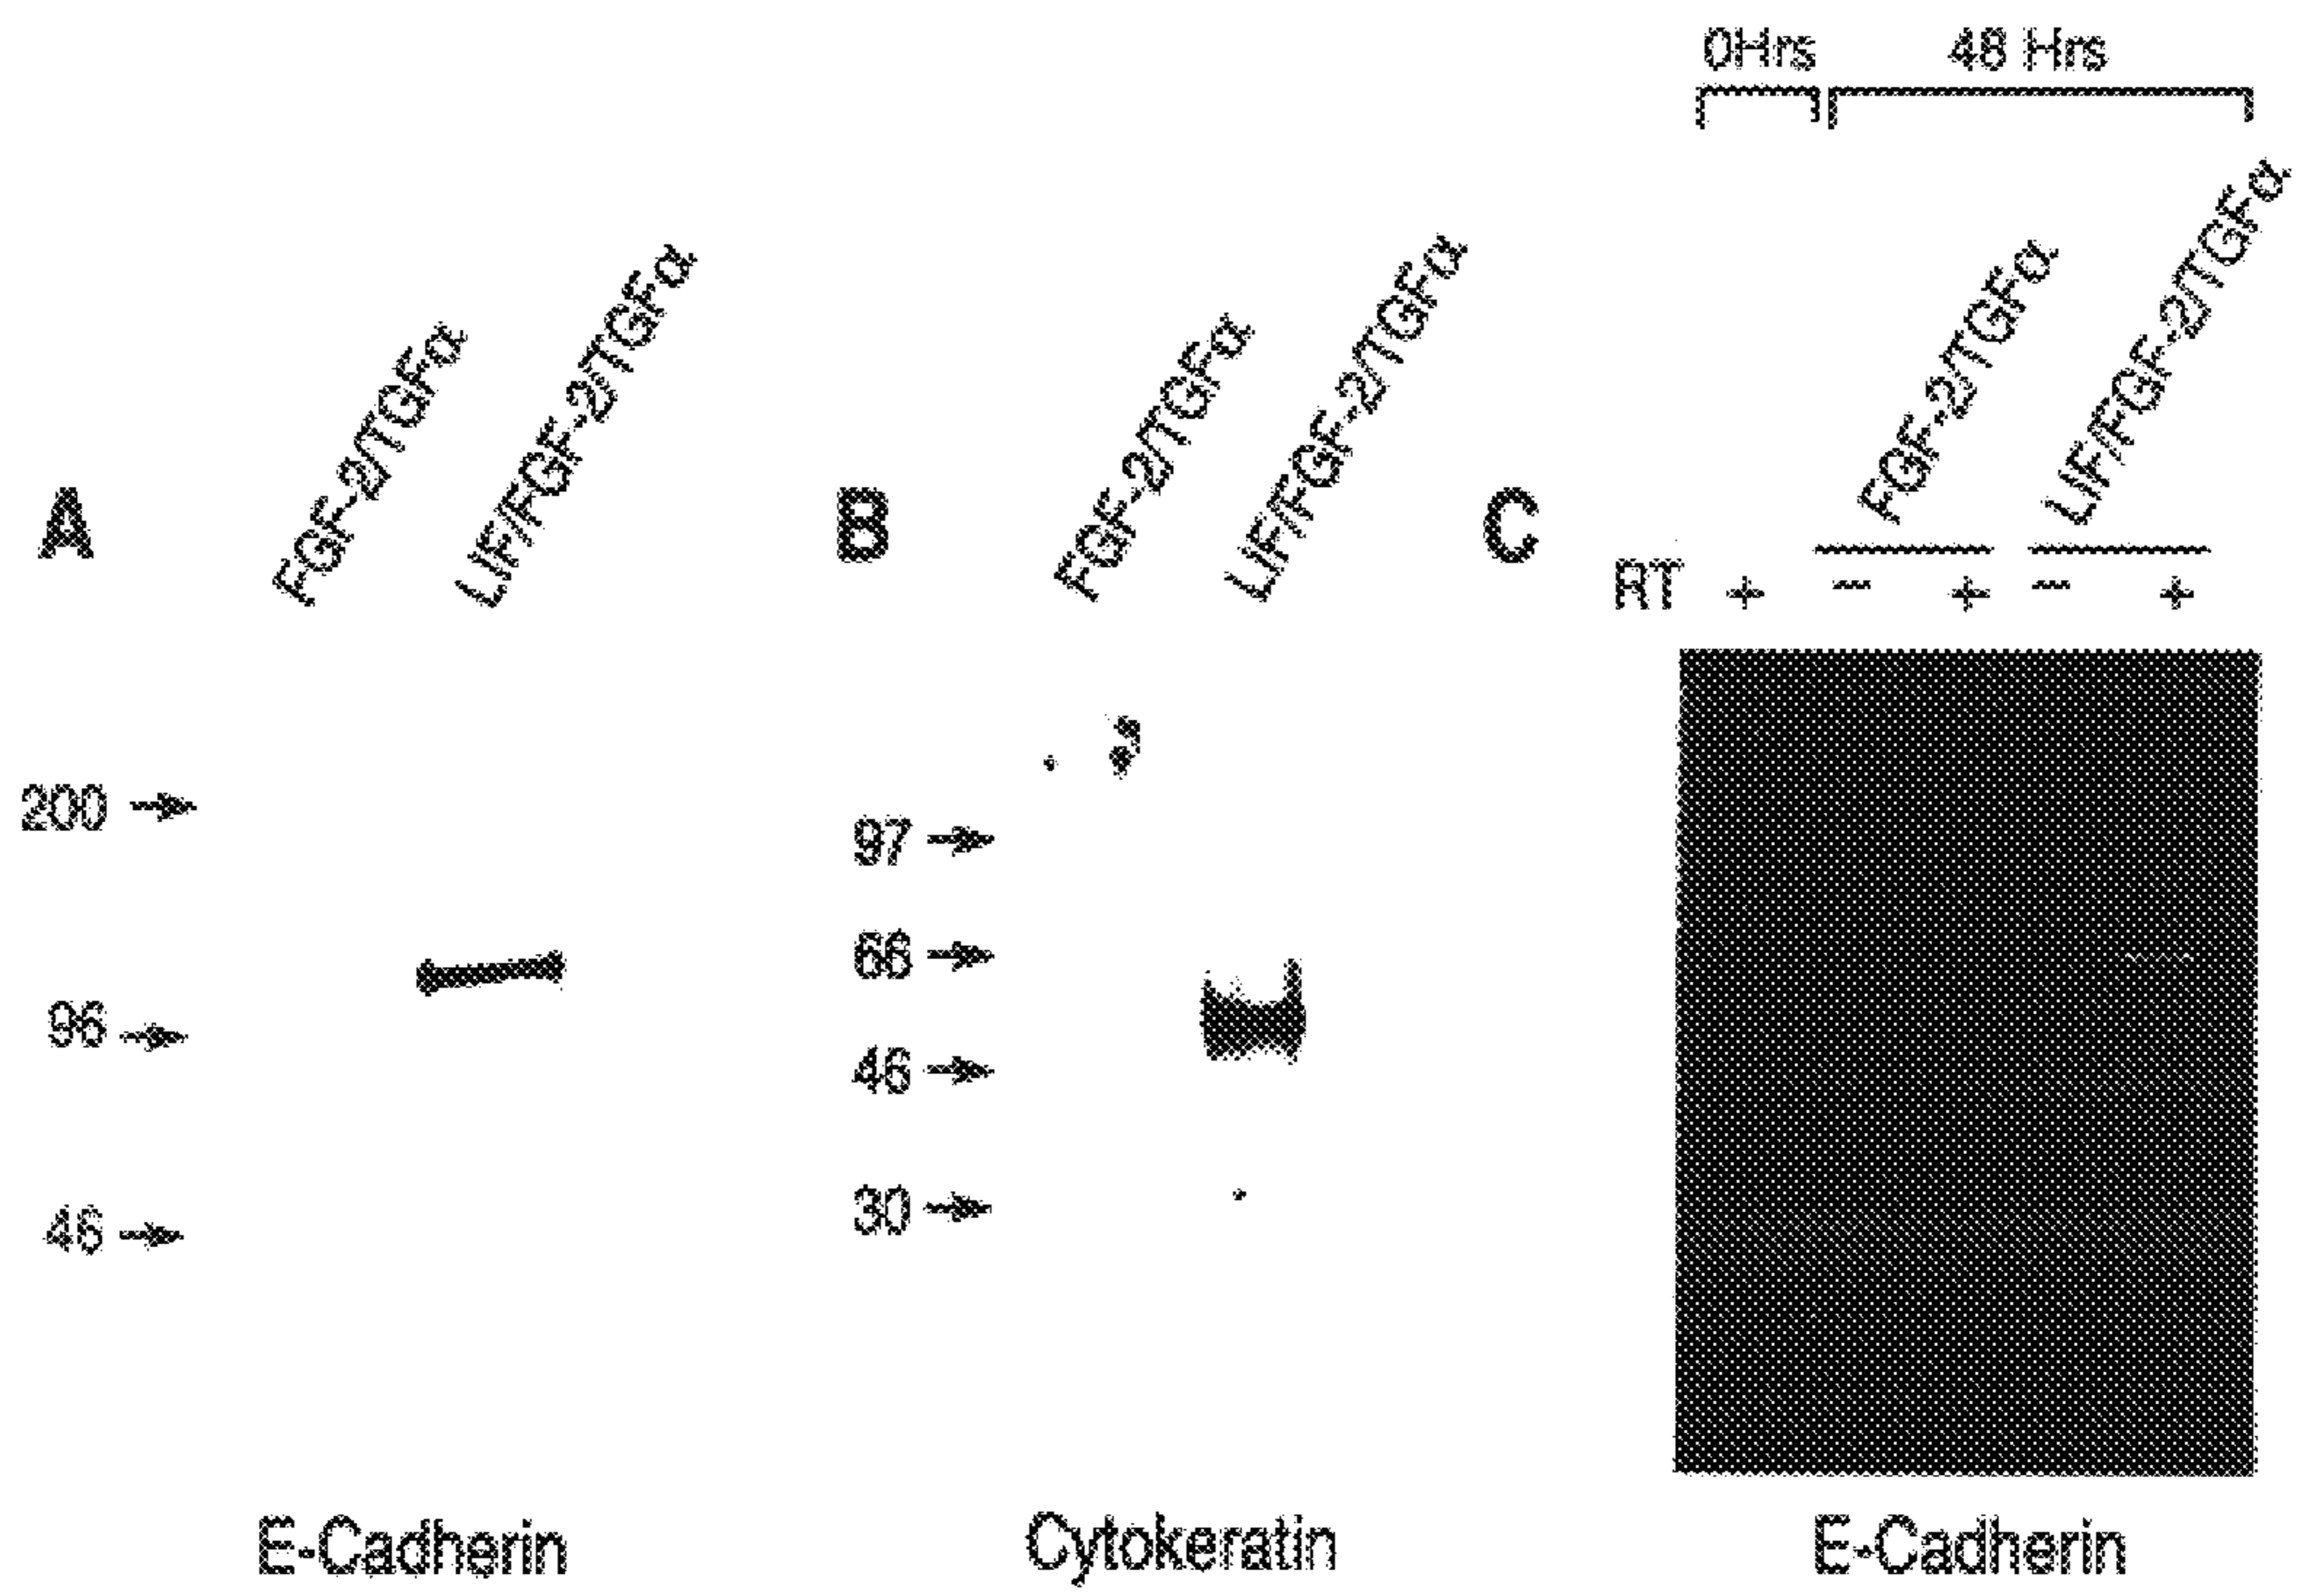 0Hrs 48 Hrs
A FGF-2/TGFα LIF/FGF-2/TGFα
B FGF-2/TGFα LIF/FGF-2/TGFα
C FGF-2/TGFα LIF/FGF-2/TGFα
RT + - + - +
200
96
46
97
66
46
30
E-Cadherin
Cytokeratin
E-Cadherin